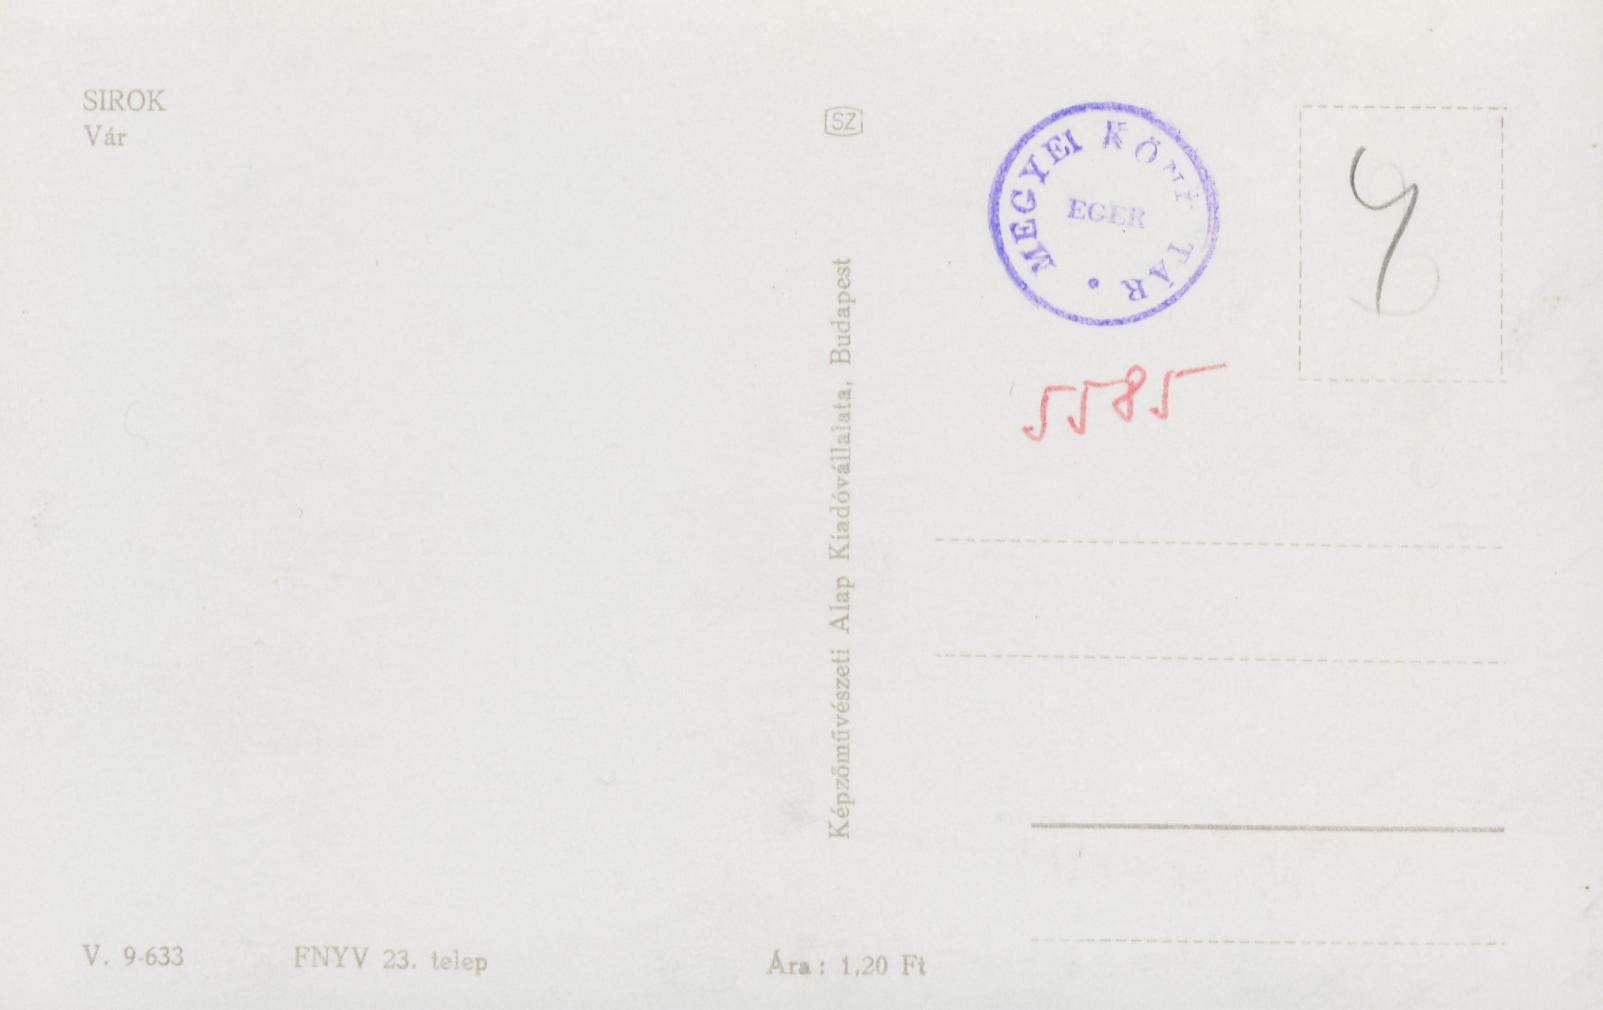 SIROK
Vár
SZ
MEGYEI KÖNYVTÁR
EGER
5585
Képzőművészeti Alap Kiadóvállalata, Budapest
V. 9-633
FNYV 23. telep
Ára: 1,20 Ft